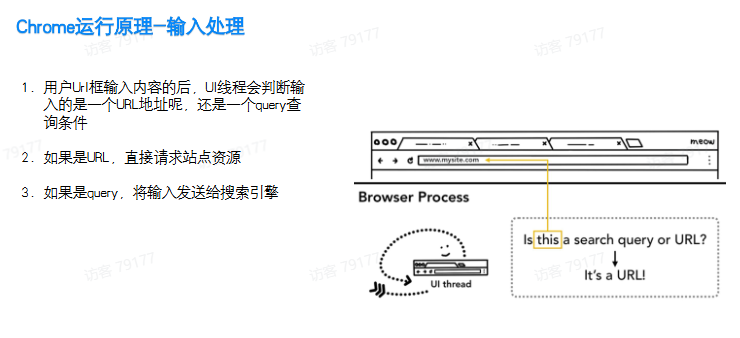 Chrome运行原理-输入处理
1. 用户Url框输入内容的后，UI线程会判断输
入的是一个URL地址呢，还是一个query查
询条件
2. 如果是URL，直接请求站点资源
3. 如果是query，将输入发送给搜索引擎
meow
www.mysite.com
Browser Process
Is this a search query or URL?
It's a URL!
UI thread
访客 79177
访客 79177
访客 79177
访客 79177
访客 79177
访客 79177